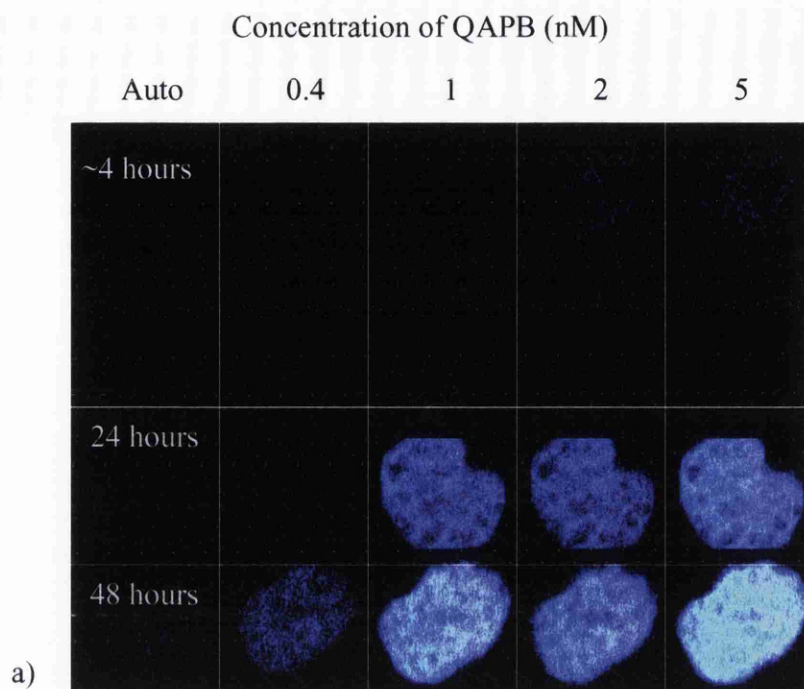 Concentration of QAPB (nM)
Auto 0.4 1 2 5
~4 hours
24 hours
48 hours
a)